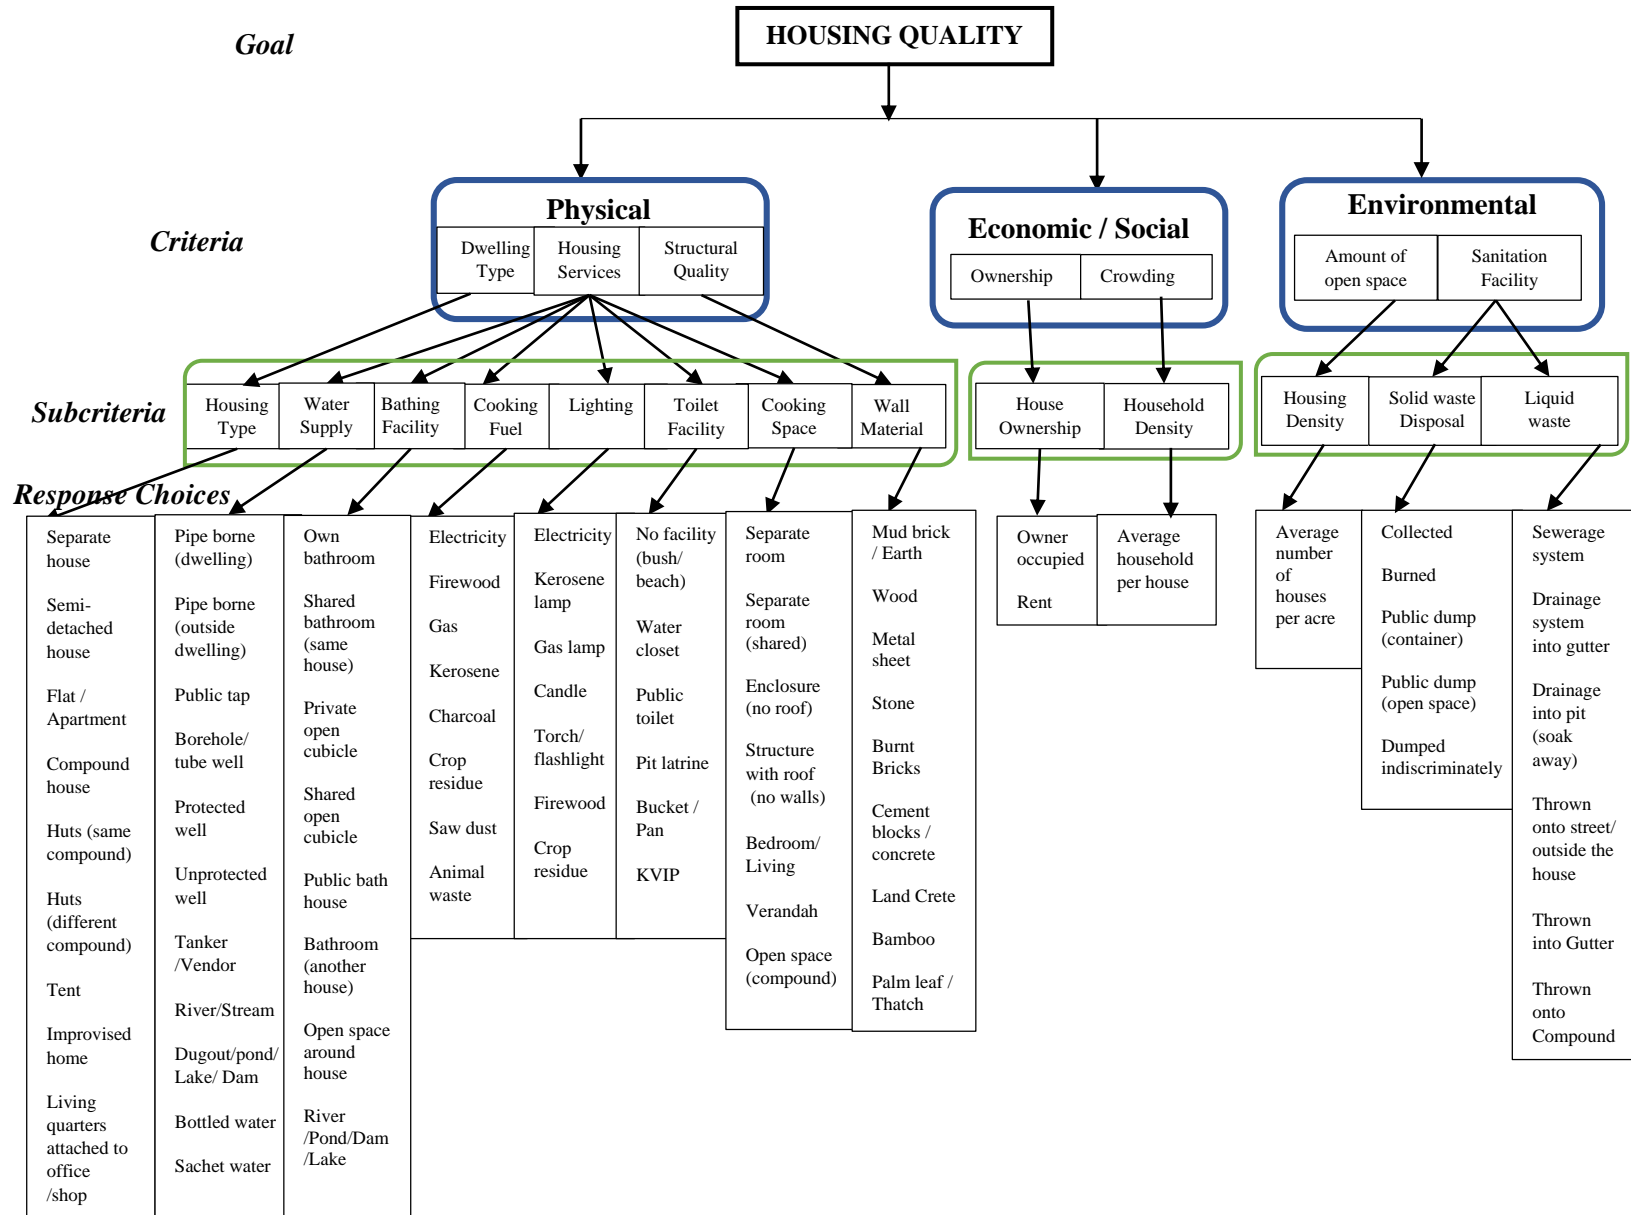 Goal
HOUSING QUALITY
Criteria
Physical
Dwelling
Type
Housing
Services
Structural
Quality
Economic / Social
Ownership
Crowding
Environmental
Amount of
open space
Sanitation
Facility
Subcriteria
Housing
Type
Water
Supply
Bathing
Facility
Cooking
Fuel
Lighting
Toilet
Facility
Cooking
Space
Wall
Material
House
Ownership
Household
Density
Housing
Density
Solid waste
Disposal
Liquid
waste
Response Choices
Separate
house
Semi-
detached
house
Flat /
Apartment
Compound
house
Huts (same
compound)
Huts
(different
compound)
Tent
Improvised
home
Living
quarters
attached to
office
/shop
Pipe borne
(dwelling)
Pipe borne
(outside
dwelling)
Public tap
Borehole/
tube well
Protected
well
Unprotected
well
Tanker
/Vendor
River/Stream
Dugout/pond/
Lake/ Dam
Bottled water
Sachet water
Own
bathroom
Shared
bathroom
(same
house)
Private
open
cubicle
Shared
open
cubicle
Public bath
house
Bathroom
(another
house)
Open space
around
house
River
/Pond/Dam
/Lake
Electricity
Firewood
Gas
Kerosene
Charcoal
Crop
residue
Saw dust
Animal
waste
Electricity
Kerosene
lamp
Gas lamp
Candle
Torch/
flashlight
Firewood
Crop
residue
No facility
(bush/
beach)
Water
closet
Public
toilet
Pit latrine
Bucket /
Pan
KVIP
Separate
room
Separate
room
(shared)
Enclosure
(no roof)
Structure
with roof
(no walls)
Bedroom/
Living
Verandah
Open space
(compound)
Mud brick
/ Earth
Wood
Metal
sheet
Stone
Burnt
Bricks
Cement
blocks /
concrete
Land Crete
Bamboo
Palm leaf /
Thatch
Owner
occupied
Rent
Average
household
per house
Average
number
of
houses
per acre
Collected
Burned
Public dump
(container)
Public dump
(open space)
Dumped
indiscriminately
Sewerage
system
Drainage
system
into gutter
Drainage
into pit
(soak
away)
Thrown
onto street/
outside the
house
Thrown
into Gutter
Thrown
onto
Compound